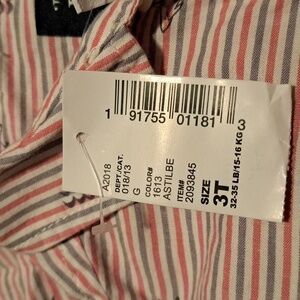 1 91755 01181 3
A2018
DEPT./CAT.
018/13
G
COLOR#
1613
ASTILBE
ITEM#
2093845
SIZE
3T
32-35 LB/15-16 KG